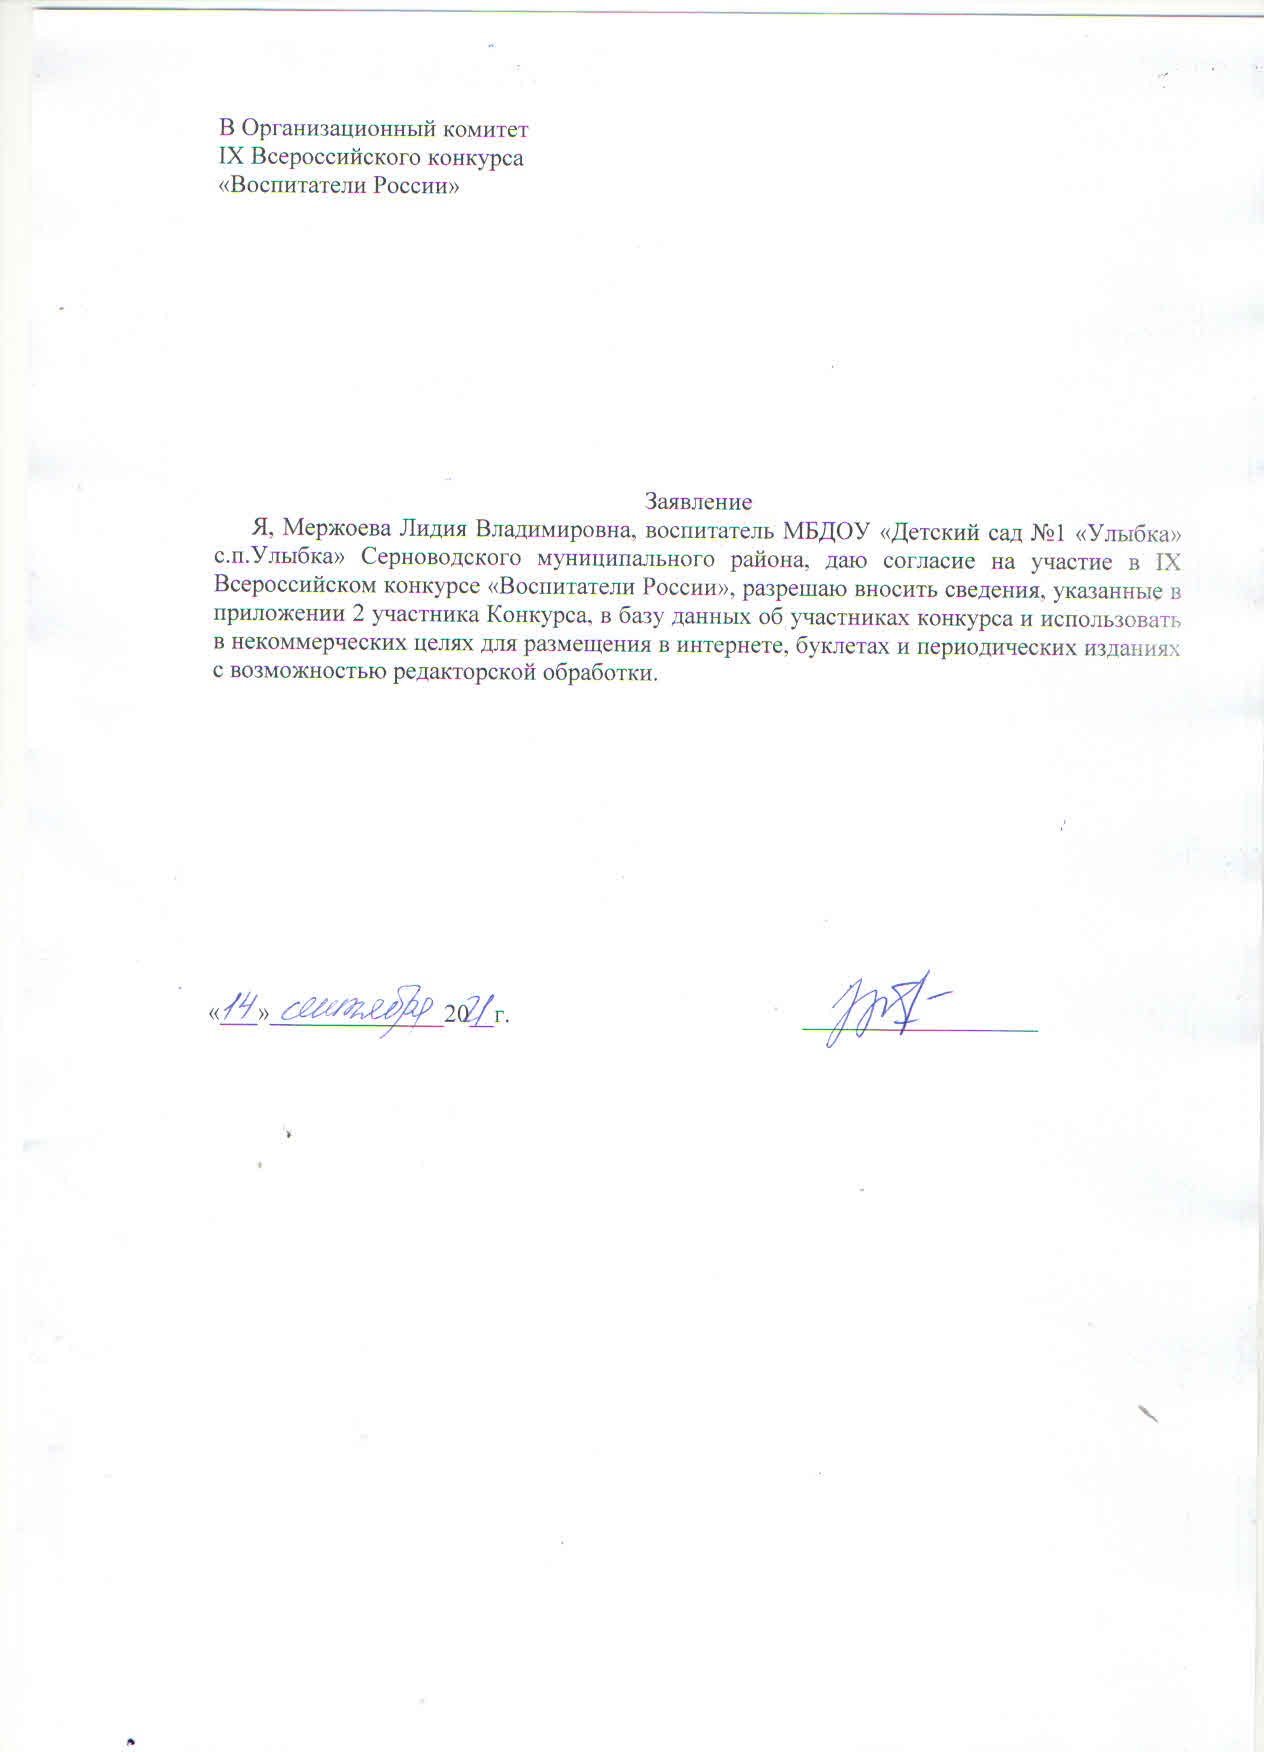 В Организационный комитет
IX Всероссийского конкурса
«Воспитатели России»
Заявление
Я, Мержоева Лидия Владимировна, воспитатель МБДОУ «Детский сад №1 «Улыбка»
с.п.Улыбка» Серноводского муниципального района, даю согласие на участие в IX
Всероссийском конкурсе «Воспитатели России», разрешаю вносить сведения, указанные в
приложении 2 участника Конкурса, в базу данных об участниках конкурса и использовать
в некоммерческих целях для размещения в интернете, буклетах и периодических изданиях
с возможностью редакторской обработки.
«14» сентября 2021 г.